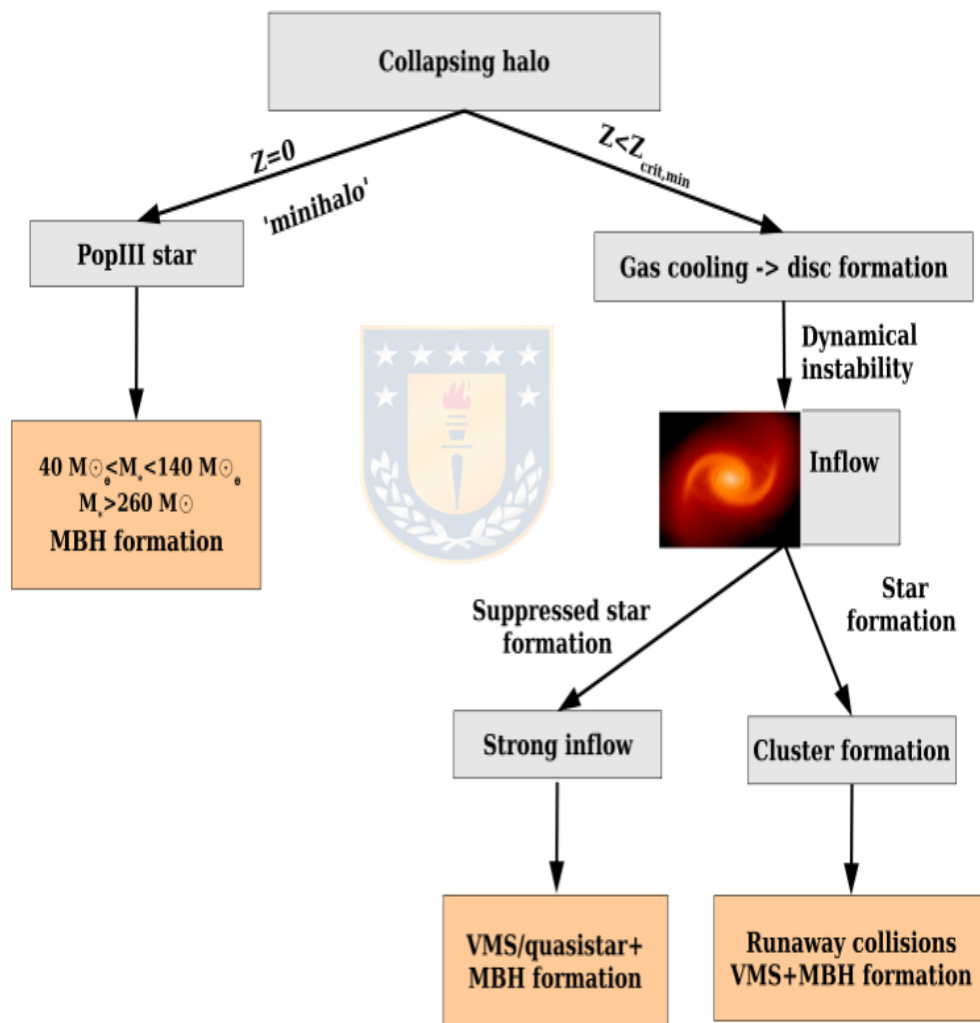 Collapsing halo
Z=0
'minihalo'
Z<Z_crit,min
PopIII star
Gas cooling -> disc formation
Dynamical
instability
40 M☉<M*<140 M☉
M*>260 M☉
MBH formation
Inflow
Suppressed star
formation
Star
formation
Strong inflow
Cluster formation
VMS/quasistar+
MBH formation
Runaway collisions
VMS+MBH formation